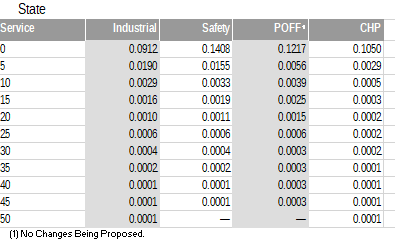 State
Service Industrial Safety POFF¹ CHP
0 0.0912 0.1408 0.1217 0.1050
5 0.0190 0.0155 0.0056 0.0029
10 0.0029 0.0033 0.0039 0.0005
15 0.0016 0.0019 0.0025 0.0003
20 0.0010 0.0011 0.0015 0.0002
25 0.0006 0.0006 0.0006 0.0002
30 0.0004 0.0004 0.0003 0.0002
35 0.0002 0.0002 0.0003 0.0001
40 0.0001 0.0001 0.0003 0.0001
45 0.0001 0.0001 0.0003 0.0001
50 0.0001 — — 0.0001
(1) No Changes Being Proposed.